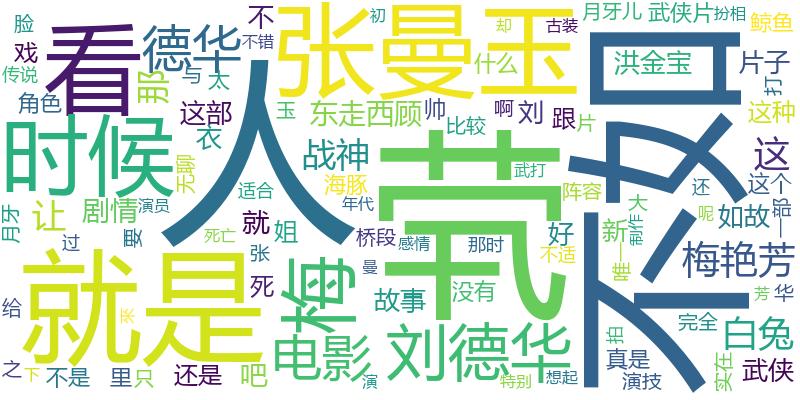 脸
戏
传说
角色
看
不
德华
不错
初
张曼玉
却
古装
月牙儿
武侠片
扮相
鲸鱼
什么
洪金宝
片子
打
那
与
太
这部
衣
玉
东走西顾
帅
啊
刘
跟
片
比较
不如
这种
时候
人
无聊
战神
海豚
适合
年代
茕
武打
阵容
还
这
这个
一部
月牙
让
剧情
演员
就
姐
桥段
感情
那时
好
不适
新
大
制作
呢
如故
唯一
过
耍
死亡
张
死
梅
故事
曼
没有
梅艳芳
给
就是
来
电影
刘德华
拍
完全
芳
华
白兔
之
下
不是
里
只
还是
吧
演
特别
想起
真是
演技
实在
武侠